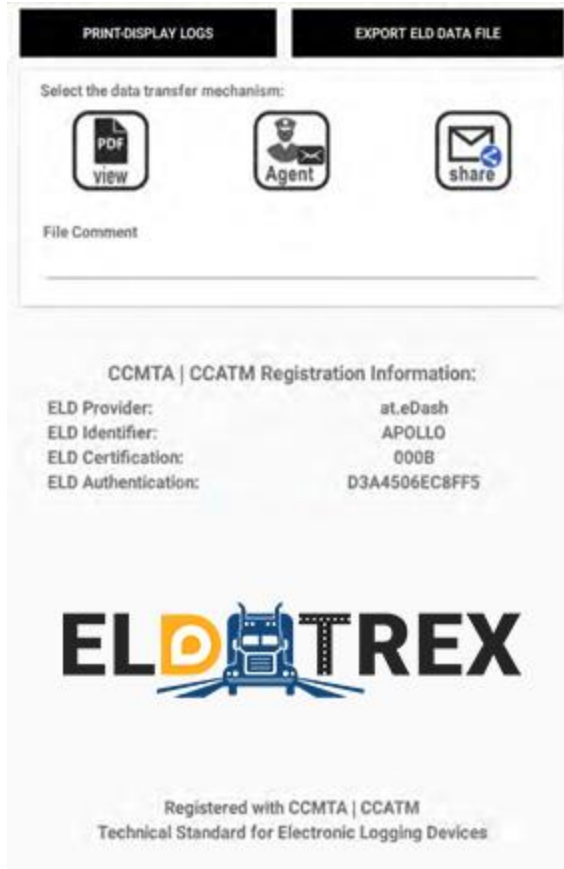 PRINT-DISPLAY LOGS
EXPORT ELD DATA FILE
Select the data transfer mechanism:
PDF
view
Agent
share
File Comment
CCMTA | CCATM Registration Information:
ELD Provider: at.eDash
ELD Identifier: APOLLO
ELD Certification: 000B
ELD Authentication: D3A4506EC8FF5
ELD TREX
Registered with CCMTA | CCATM
Technical Standard for Electronic Logging Devices